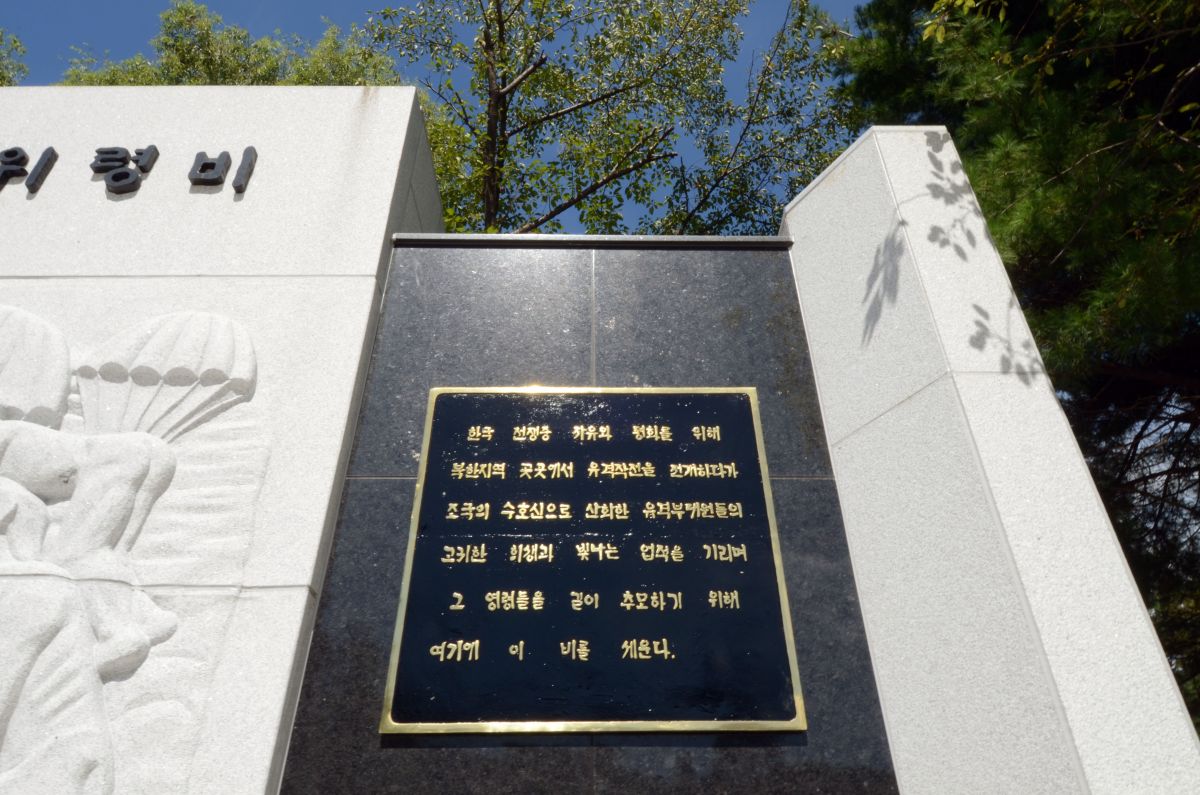 위령비
한국 전쟁중 자유와 평화를 위해
북한지역 곳곳에서 유격작전을 전개하다가
조국의 수호신으로 산화한 유격부대원들의
고귀한 희생과 빛나는 업적을 기리며
그 영령들을 길이 추모하기 위해
여기에 이 비를 세운다.